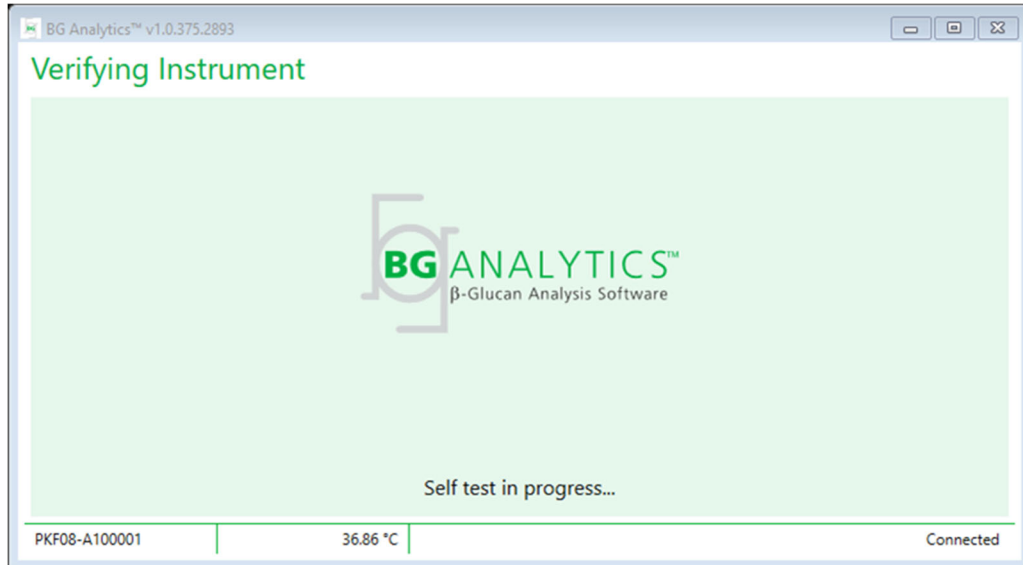 BG Analytics™ v1.0.375.2893
Verifying Instrument
BG ANALYTICS™
β-Glucan Analysis Software
Self test in progress...
PKF08-A100001 36.86 °C Connected